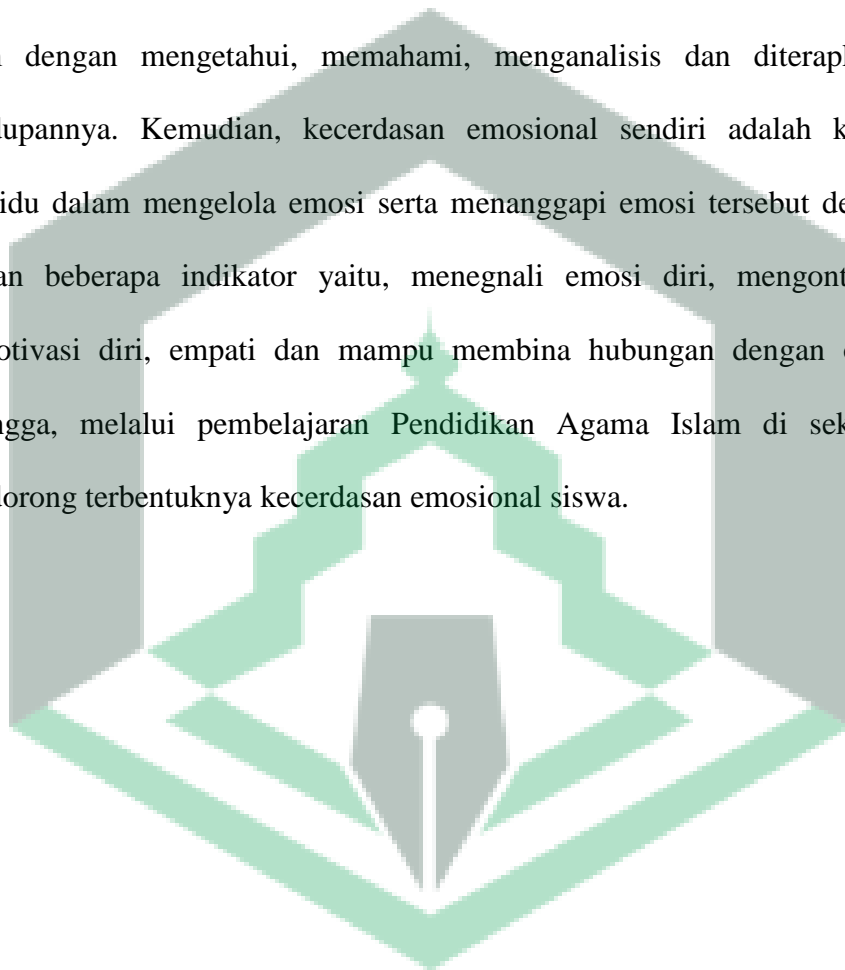 dengan mengetahui, memahami, menganalisis dan diterapk
dupannya. Kemudian, kecerdasan emosional sendiri adalah k
idu dalam mengelola emosi serta menanggapi emosi tersebut de
an beberapa indikator yaitu, menegnali emosi diri, mengont
otivasi diri, empati dan mampu membina hubungan dengan
ngga, melalui pembelajaran Pendidikan Agama Islam di sek
dorong terbentuknya kecerdasan emosional siswa.